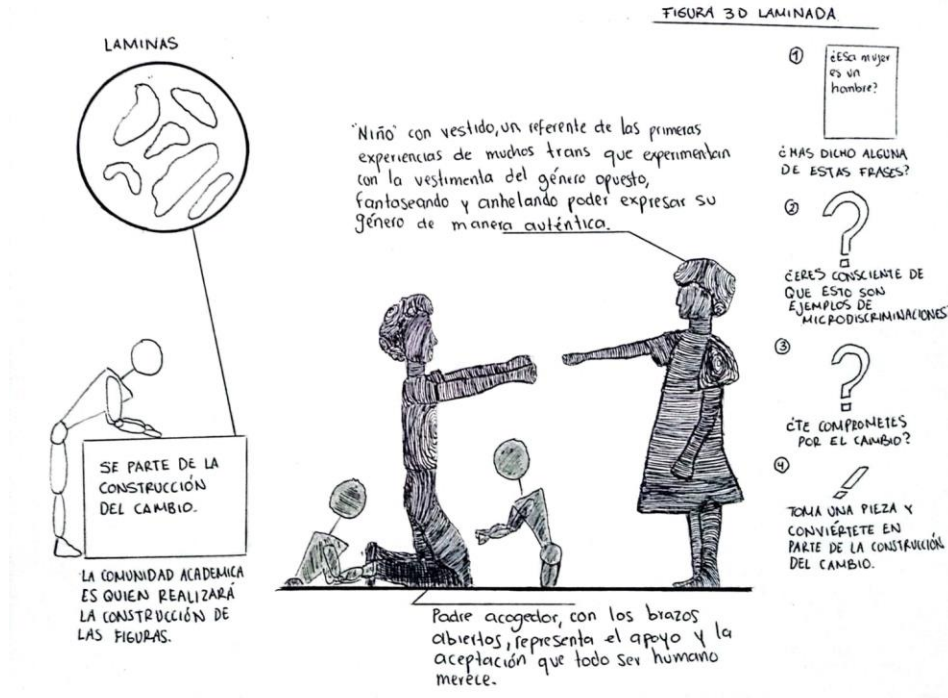 FIGURA 3D LAMINADA
LAMINAS
"Niño" con vestido, un referente de las primeras
experiencias de muchos trans que experimentan
con la vestimenta del género opuesto,
fantaseando y anhelando poder expresar su
género de manera auténtica.
SE PARTE DE LA
CONSTRUCCIÓN
DEL CAMBIO.
LA COMUNIDAD ACADEMICA
ES QUIEN REALIZARÁ
LA CONSTRUCCIÓN DE
LAS FIGURAS.
Padre acogedor, con los brazos
abiertos, representa el apoyo y la
aceptación que todo ser humano
merece.
1
¿Esa mujer
es un
hombre?
¿HAS DICHO ALGUNA
DE ESTAS FRASES?
2
?
¿ERES CONSCIENTE DE
QUE ESTO SON
EJEMPLOS DE
MICRODISCRIMINACIONES
3
?
¿TE COMPROMETES
POR EL CAMBIO?
4
TOMA UNA PIEZA Y
CONVIÉRTETE EN
PARTE DE LA CONSTRUCCIÓN
DEL CAMBIO.